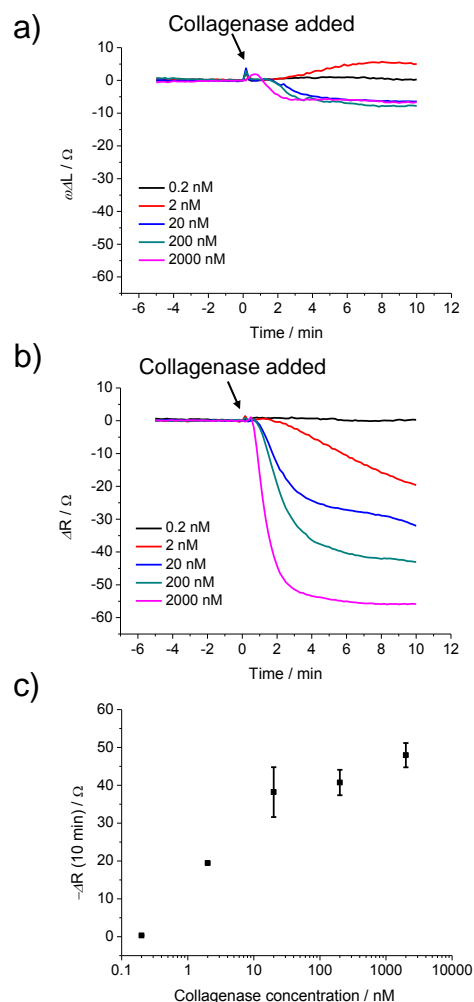 a)
Collagenase added
10
0
-10
-20
-30
-40
-50
-60
ωΔL / Ω
0.2 nM
2 nM
20 nM
200 nM
2000 nM
-6 -4 -2 0 2 4 6 8 10 12
Time / min
b)
Collagenase added
10
0
-10
-20
-30
-40
-50
-60
ΔR / Ω
0.2 nM
2 nM
20 nM
200 nM
2000 nM
-6 -4 -2 0 2 4 6 8 10 12
Time / min
c)
60
50
40
30
20
10
0
-ΔR (10 min) / Ω
0.1 1 10 100 1000 10000
Collagenase concentration / nM